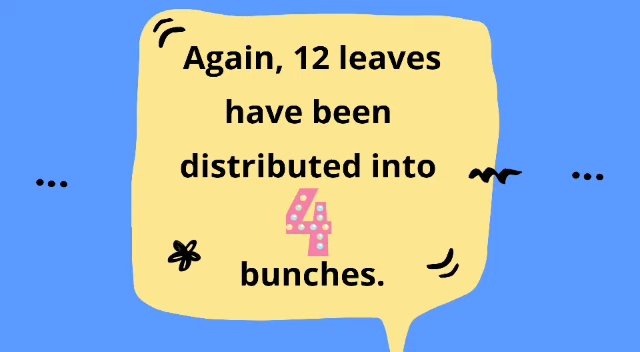 Again, 12 leaves
have been
distributed into
4
bunches.